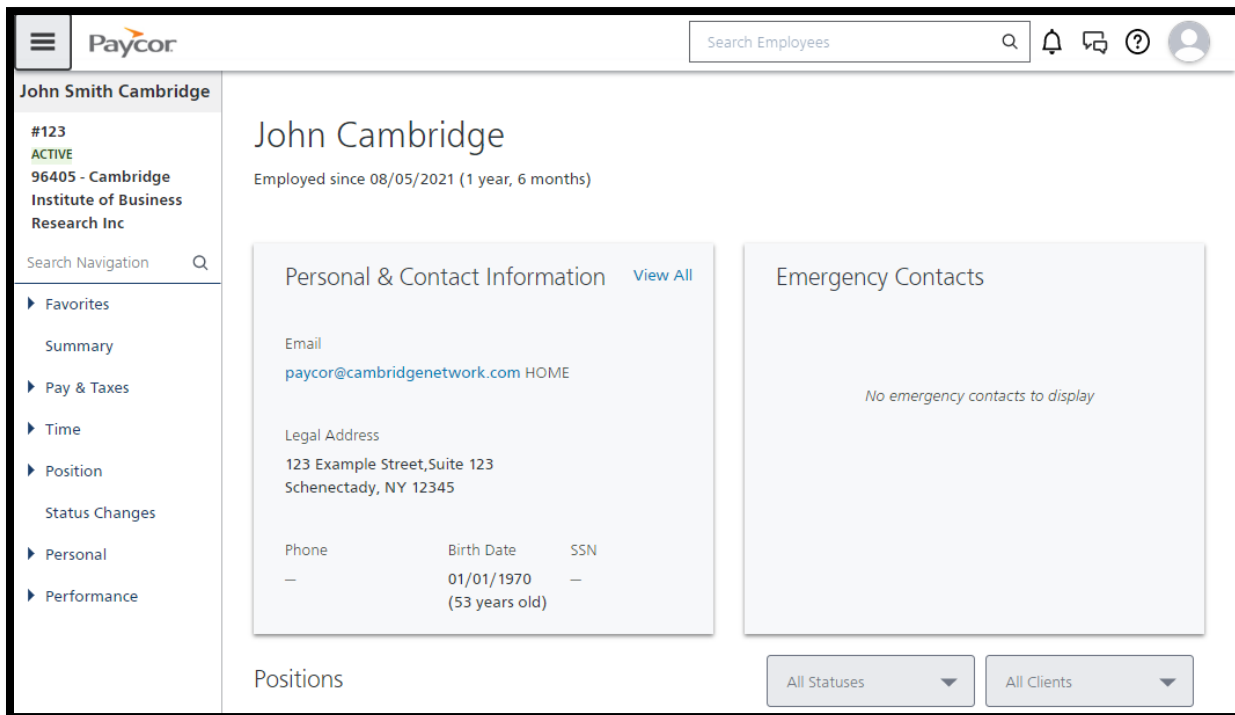 Paycor
Search Employees
John Smith Cambridge
#123
ACTIVE
96405 - Cambridge
Institute of Business
Research Inc
Search Navigation
Favorites
Summary
Pay & Taxes
Time
Position
Status Changes
Personal
Performance
John Cambridge
Employed since 08/05/2021 (1 year, 6 months)
Personal & Contact Information View All
Email
paycor@cambridgenetwork.com HOME
Legal Address
123 Example Street,Suite 123
Schenectady, NY 12345
Phone Birth Date SSN
— 01/01/1970 —
(53 years old)
Emergency Contacts
No emergency contacts to display
Positions
All Statuses
All Clients